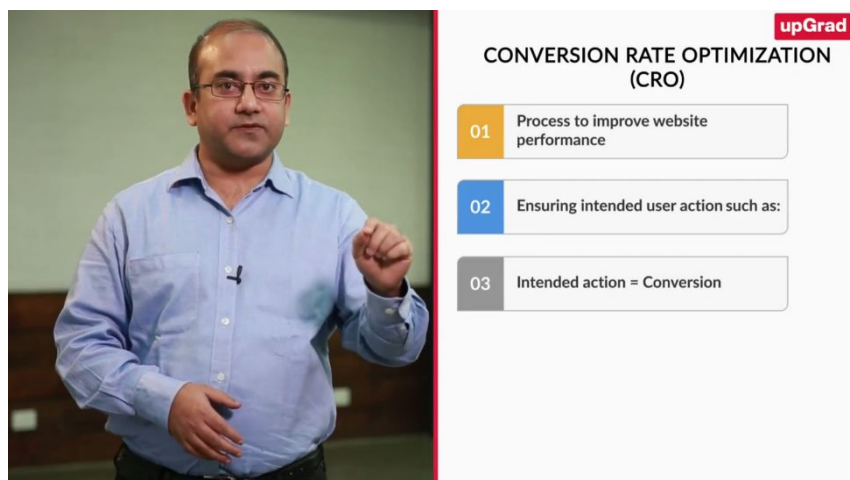 upGrad
CONVERSION RATE OPTIMIZATION
(CRO)
01
Process to improve website
performance
02
Ensuring intended user action such as:
03
Intended action = Conversion